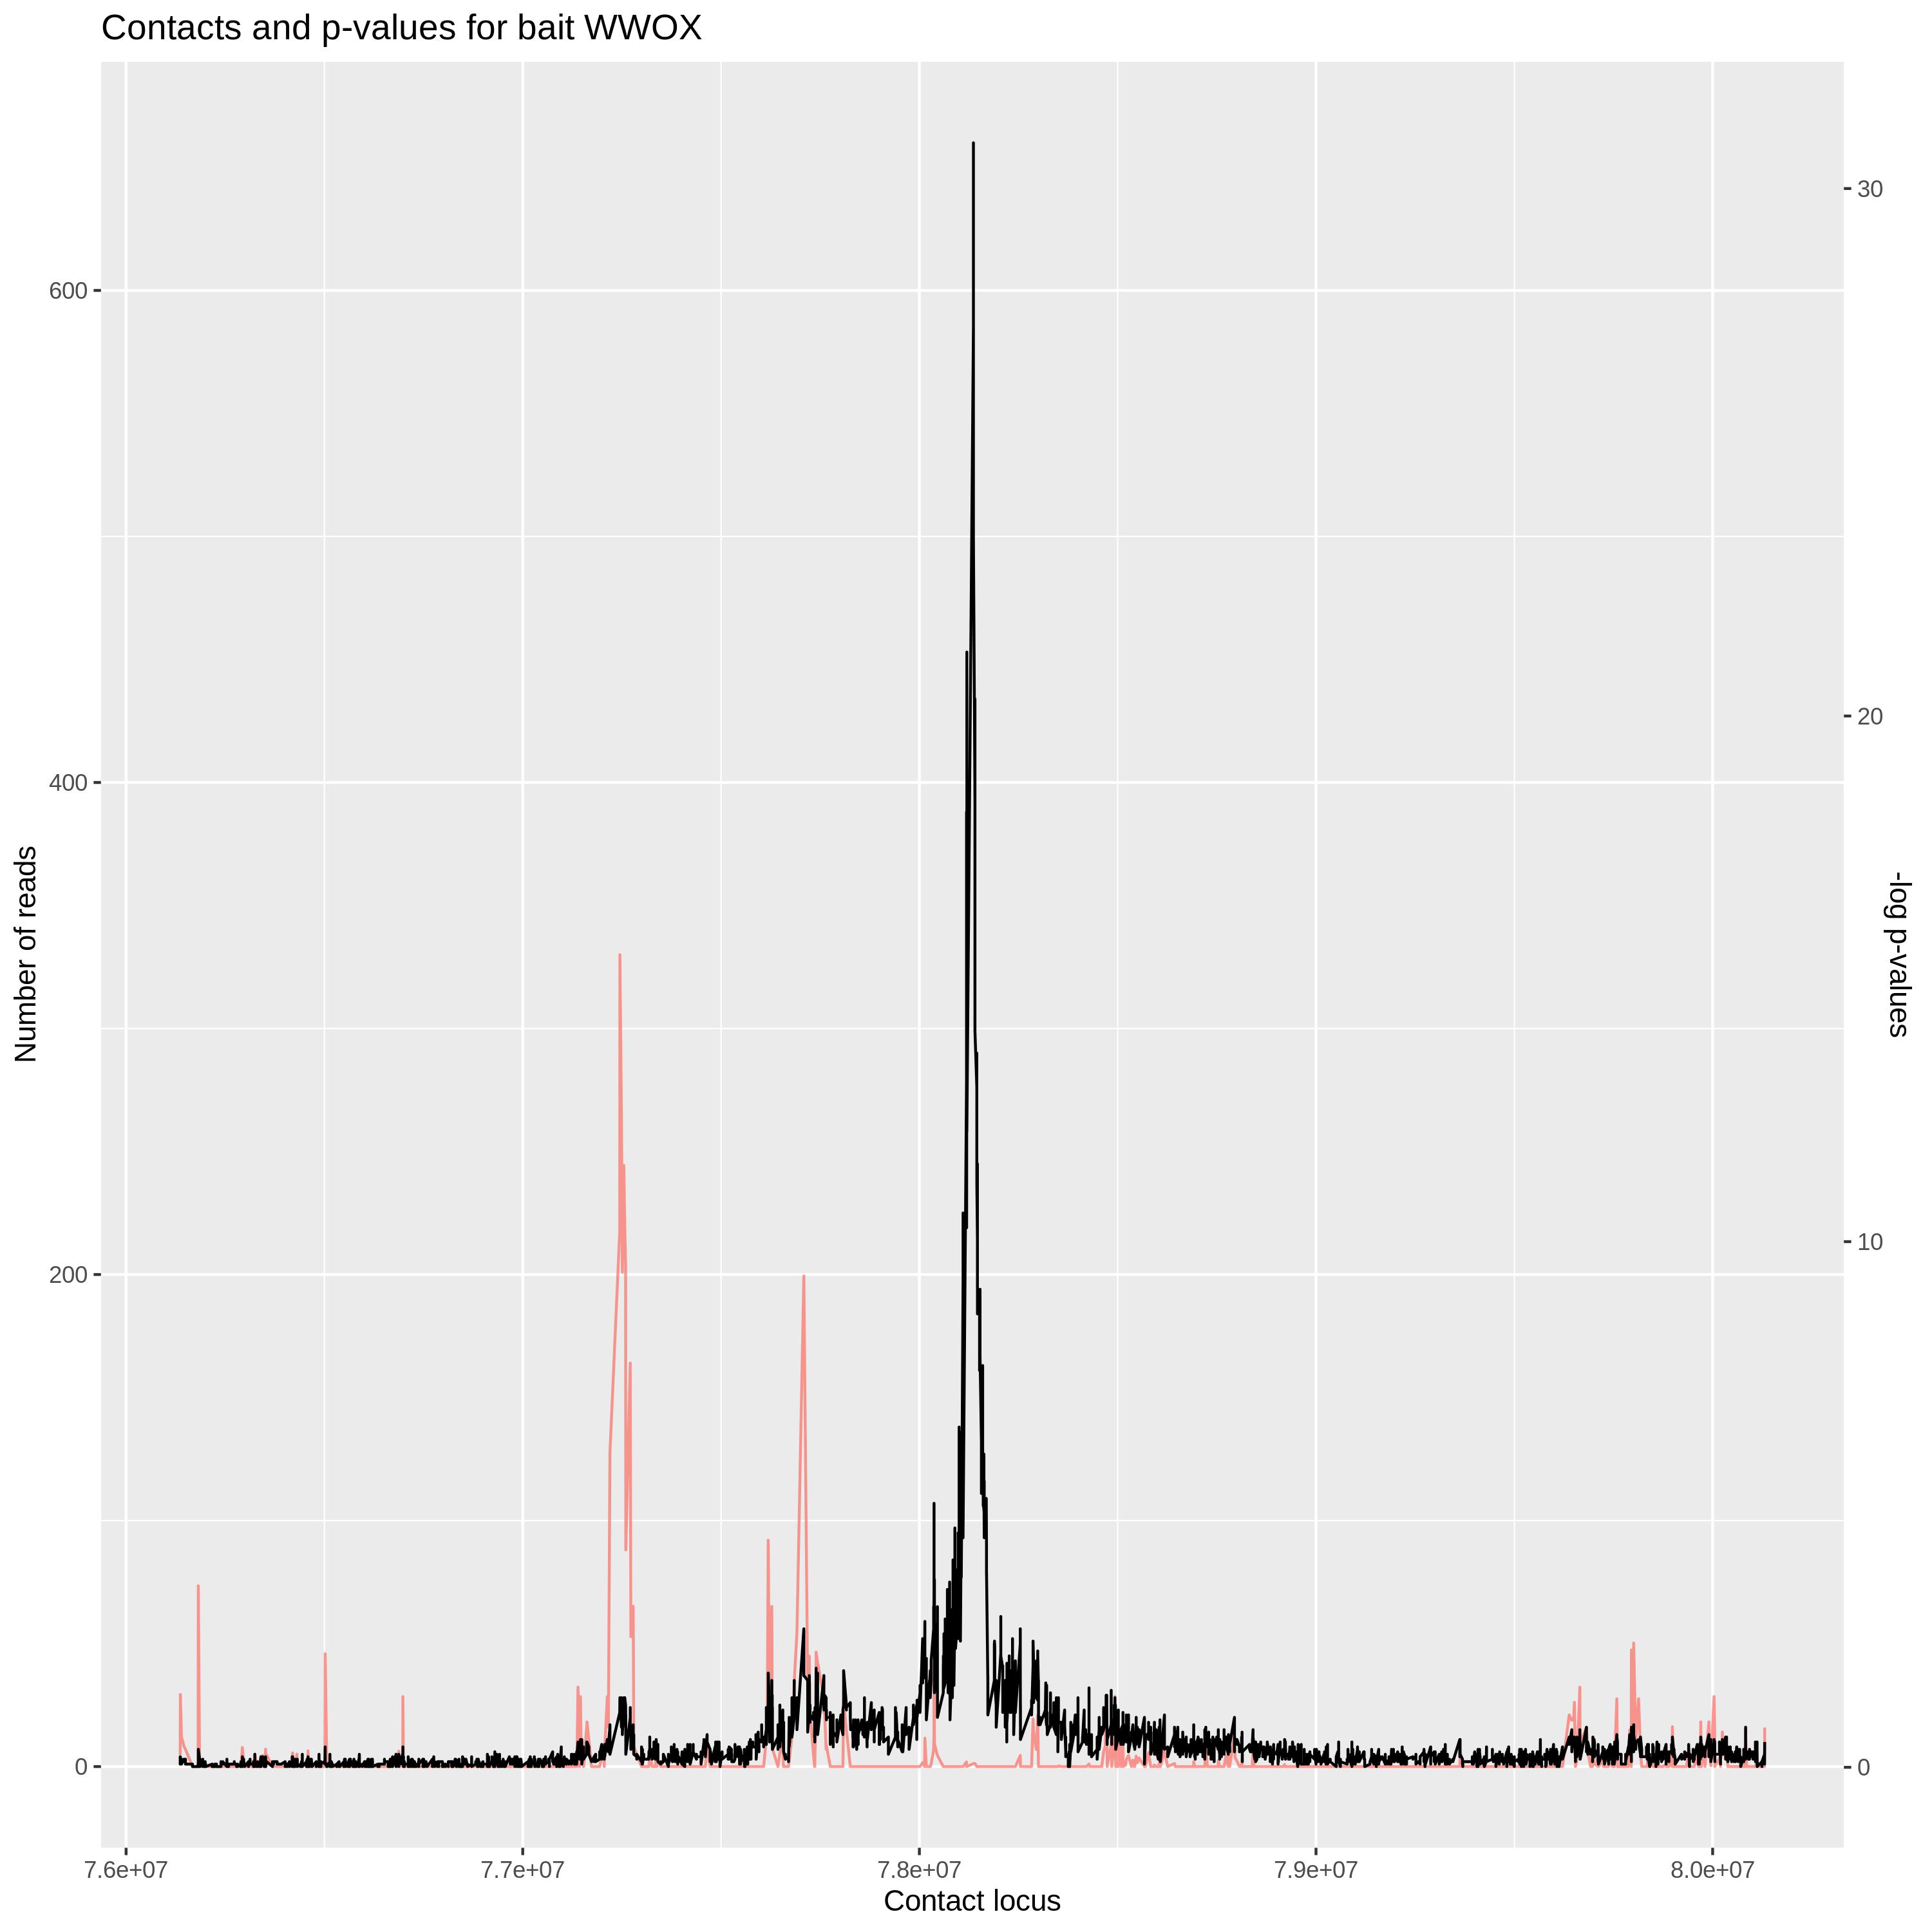 Contacts and p-values for bait WWOX
600
400
200
0
Number of reads
30
20
10
0
-log p-values
7.6e+07
7.7e+07
7.8e+07
7.9e+07
8.0e+07
Contact locus